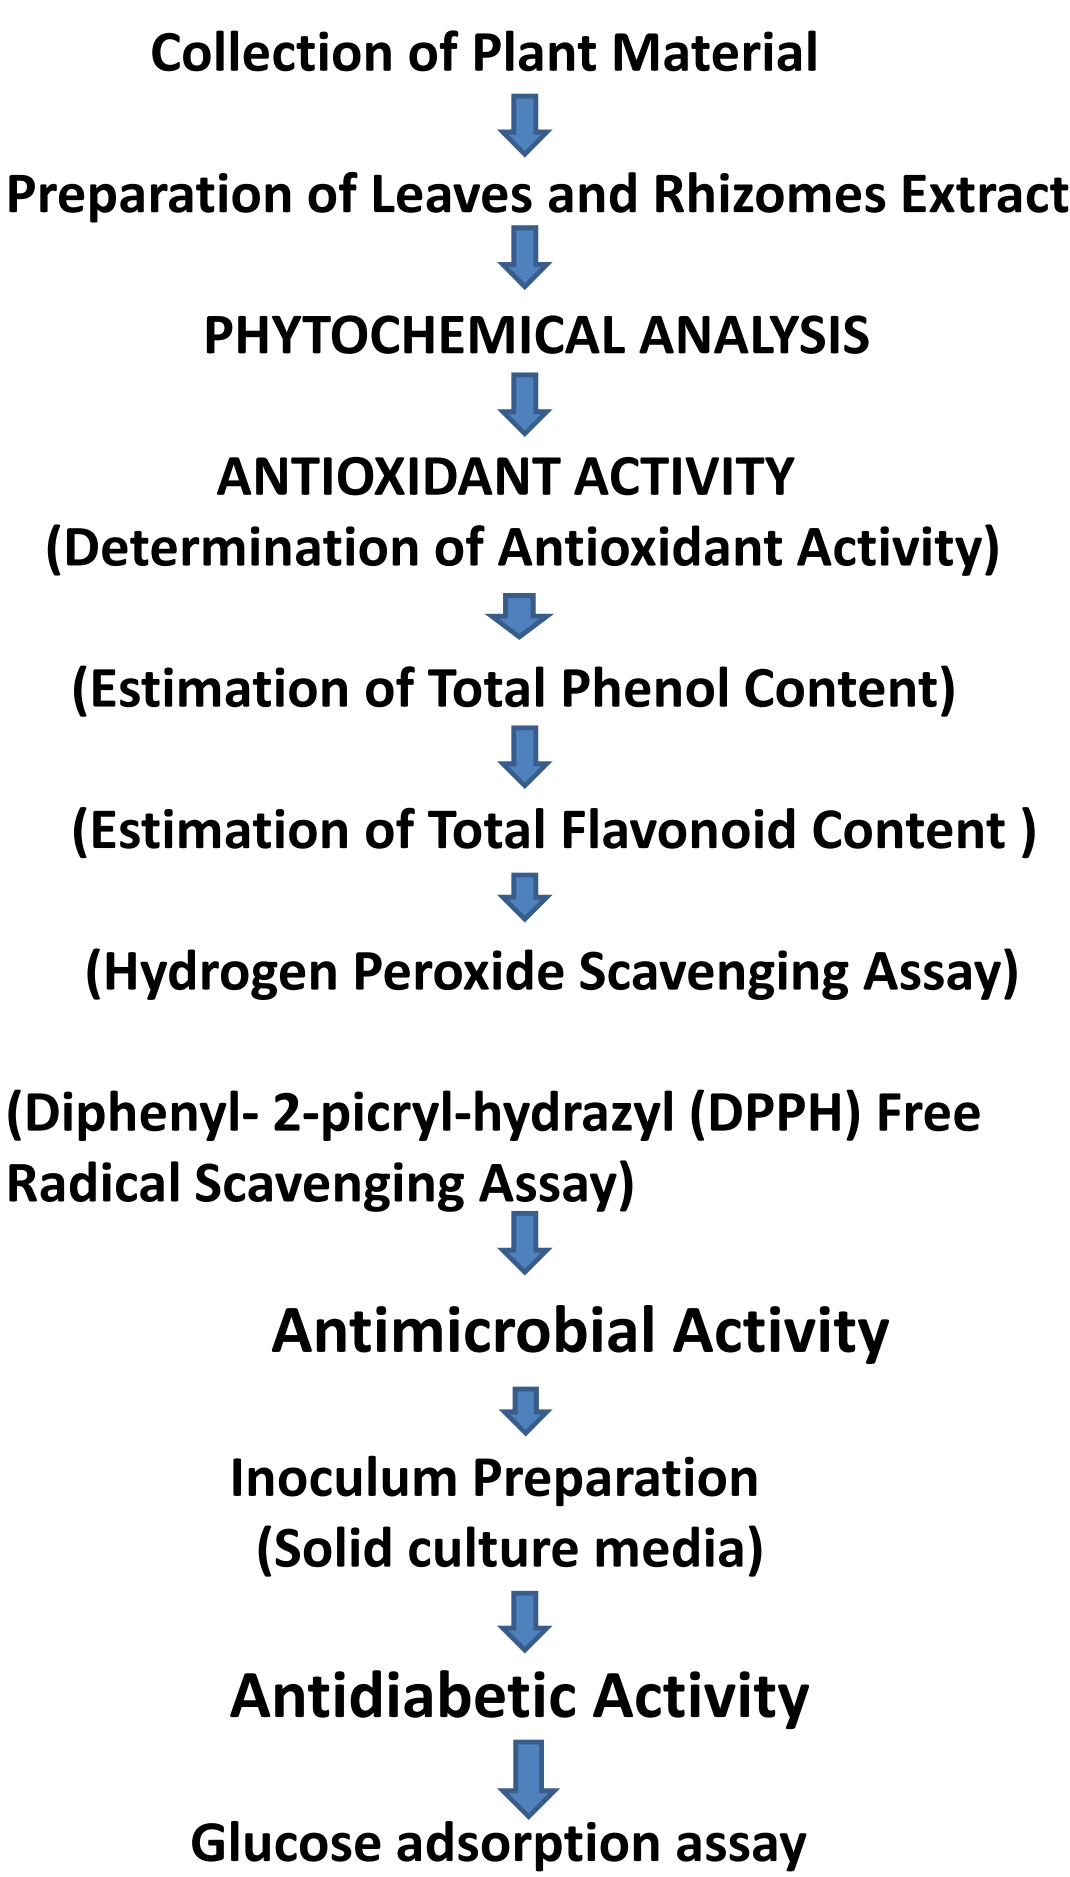 Collection of Plant Material
Preparation of Leaves and Rhizomes Extract
PHYTOCHEMICAL ANALYSIS
ANTIOXIDANT ACTIVITY
(Determination of Antioxidant Activity)
(Estimation of Total Phenol Content)
(Estimation of Total Flavonoid Content )
(Hydrogen Peroxide Scavenging Assay)
(Diphenyl- 2-picryl-hydrazyl (DPPH) Free
Radical Scavenging Assay)
Antimicrobial Activity
Inoculum Preparation
(Solid culture media)
Antidiabetic Activity
Glucose adsorption assay